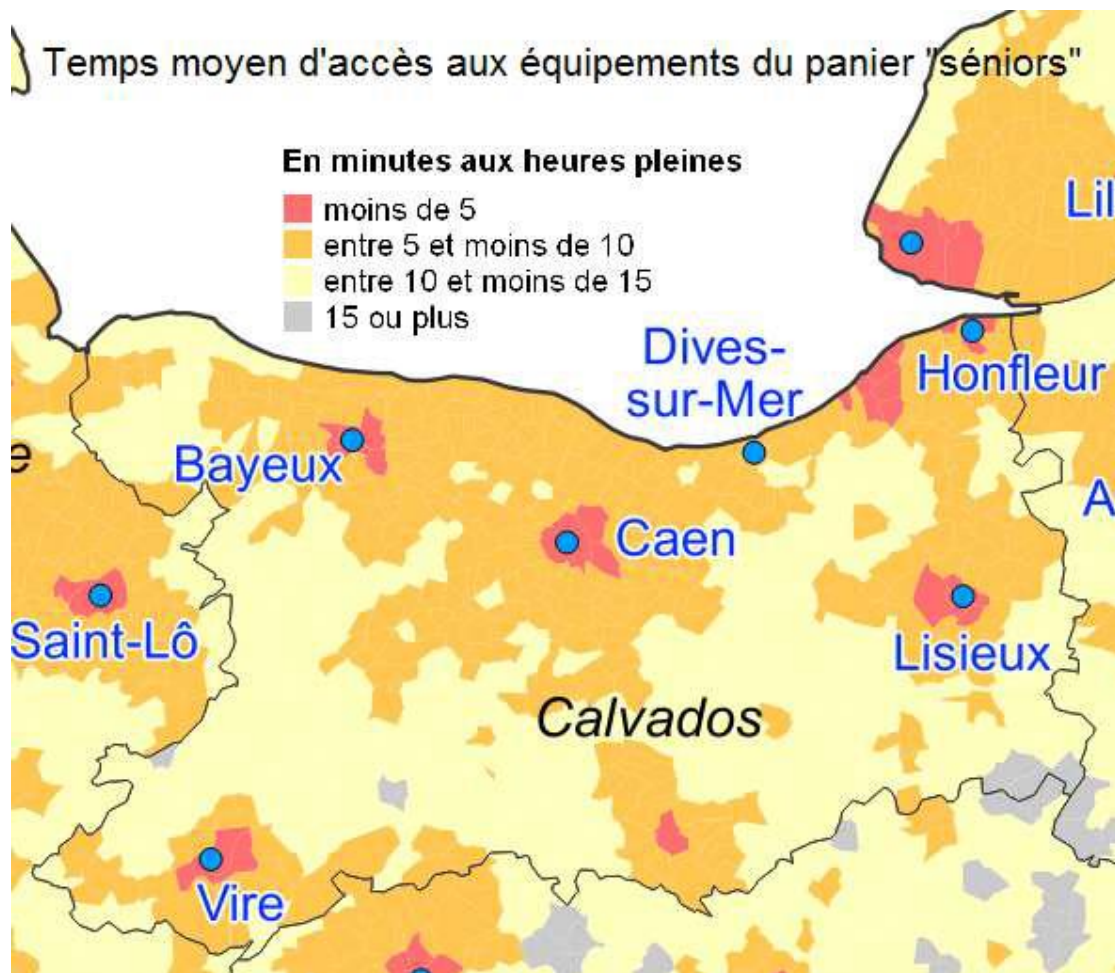 Temps moyen d'accès aux équipements du panier "séniors"
En minutes aux heures pleines
moins de 5
entre 5 et moins de 10
entre 10 et moins de 15
15 ou plus
Lil
Dives-
sur-Mer
Honfleur
e
Bayeux
A
Caen
Saint-Lô
Lisieux
Calvados
Vire